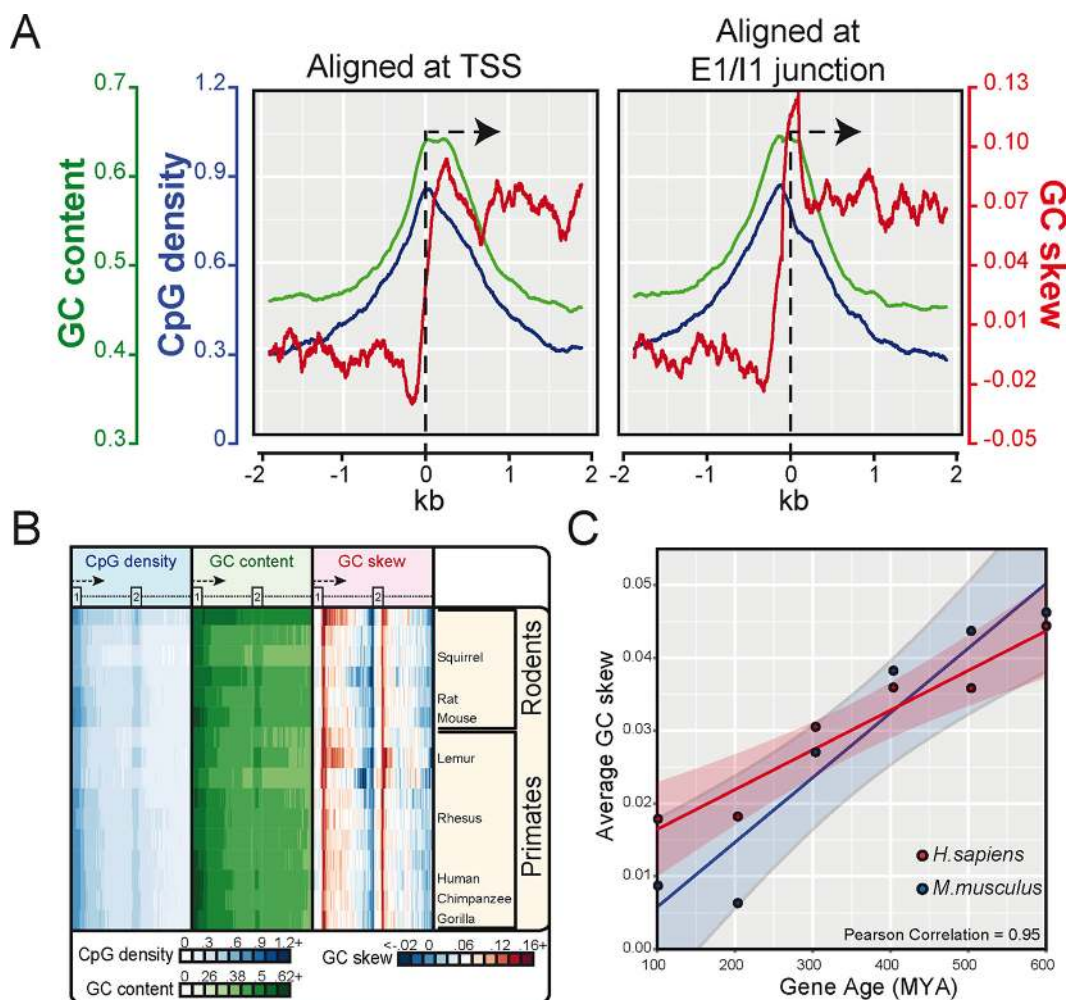 A
Aligned at TSS
Aligned at
E1/I1 junction
GC content
0.7
0.6
0.5
0.4
0.3
CpG density
1.2
0.9
0.6
0.3
0
GC skew
0.13
0.10
0.07
0.04
0.01
-0.02
-0.05
-2 -1 0 1 2
kb
-2 -1 0 1 2
kb
B
CpG density GC content GC skew
1 2 1 2 1 2
Squirrel
Rat
Mouse
Rodents
Lemur
Rhesus
Human
Chimpanzee
Gorilla
Primates
0 .3 .6 .9 1.2+
CpG density
0 .26 .38 .5 .62+
GC content
<-.02 0 .06 .12 .16+
GC skew
C
Average GC skew
0.05
0.04
0.03
0.02
0.01
0.00
H.sapiens
M.musculus
Pearson Correlation = 0.95
100 200 300 400 500 600
Gene Age (MYA)